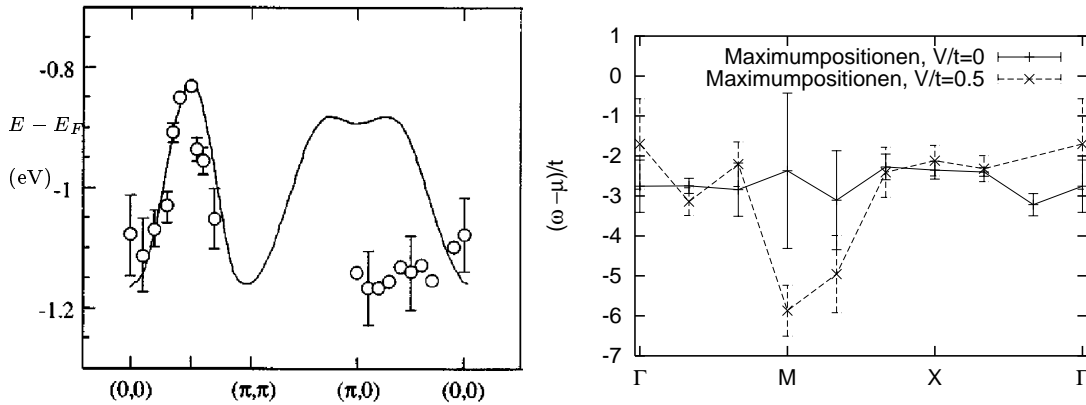 -0.8
E − E_F
-1
(eV)
-1.2
(0,0)
(π,π)
(π,0)
(0,0)
1
0
-1
-2
-3
-4
-5
-6
-7
(ω−μ)/t
Maximumpositionen, V/t=0
Maximumpositionen, V/t=0.5
Γ
M
X
Γ